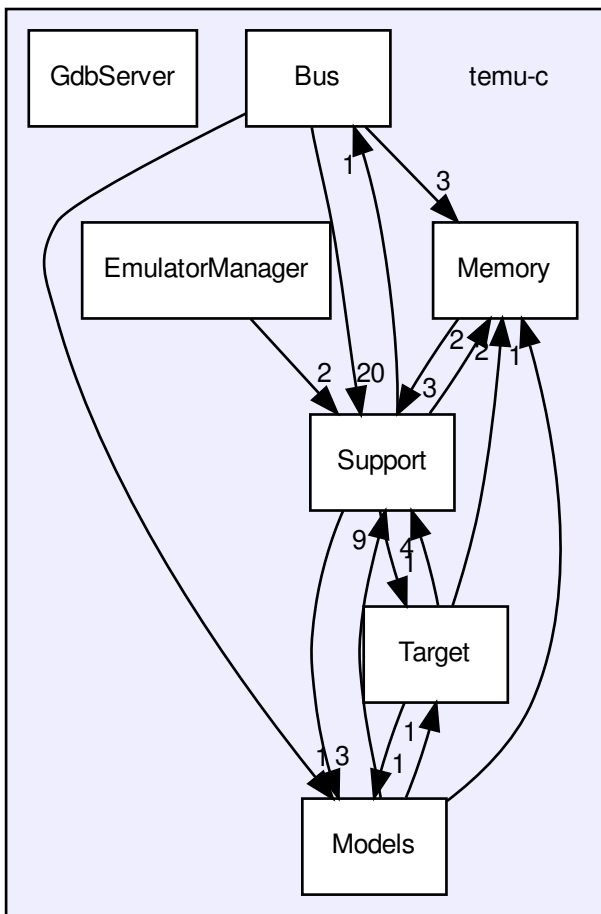 GdbServer
Bus
temu-c
1
3
EmulatorManager
Memory
2
20
2
3
2
1
Support
9
4
1
Target
1
1
3
1
Models